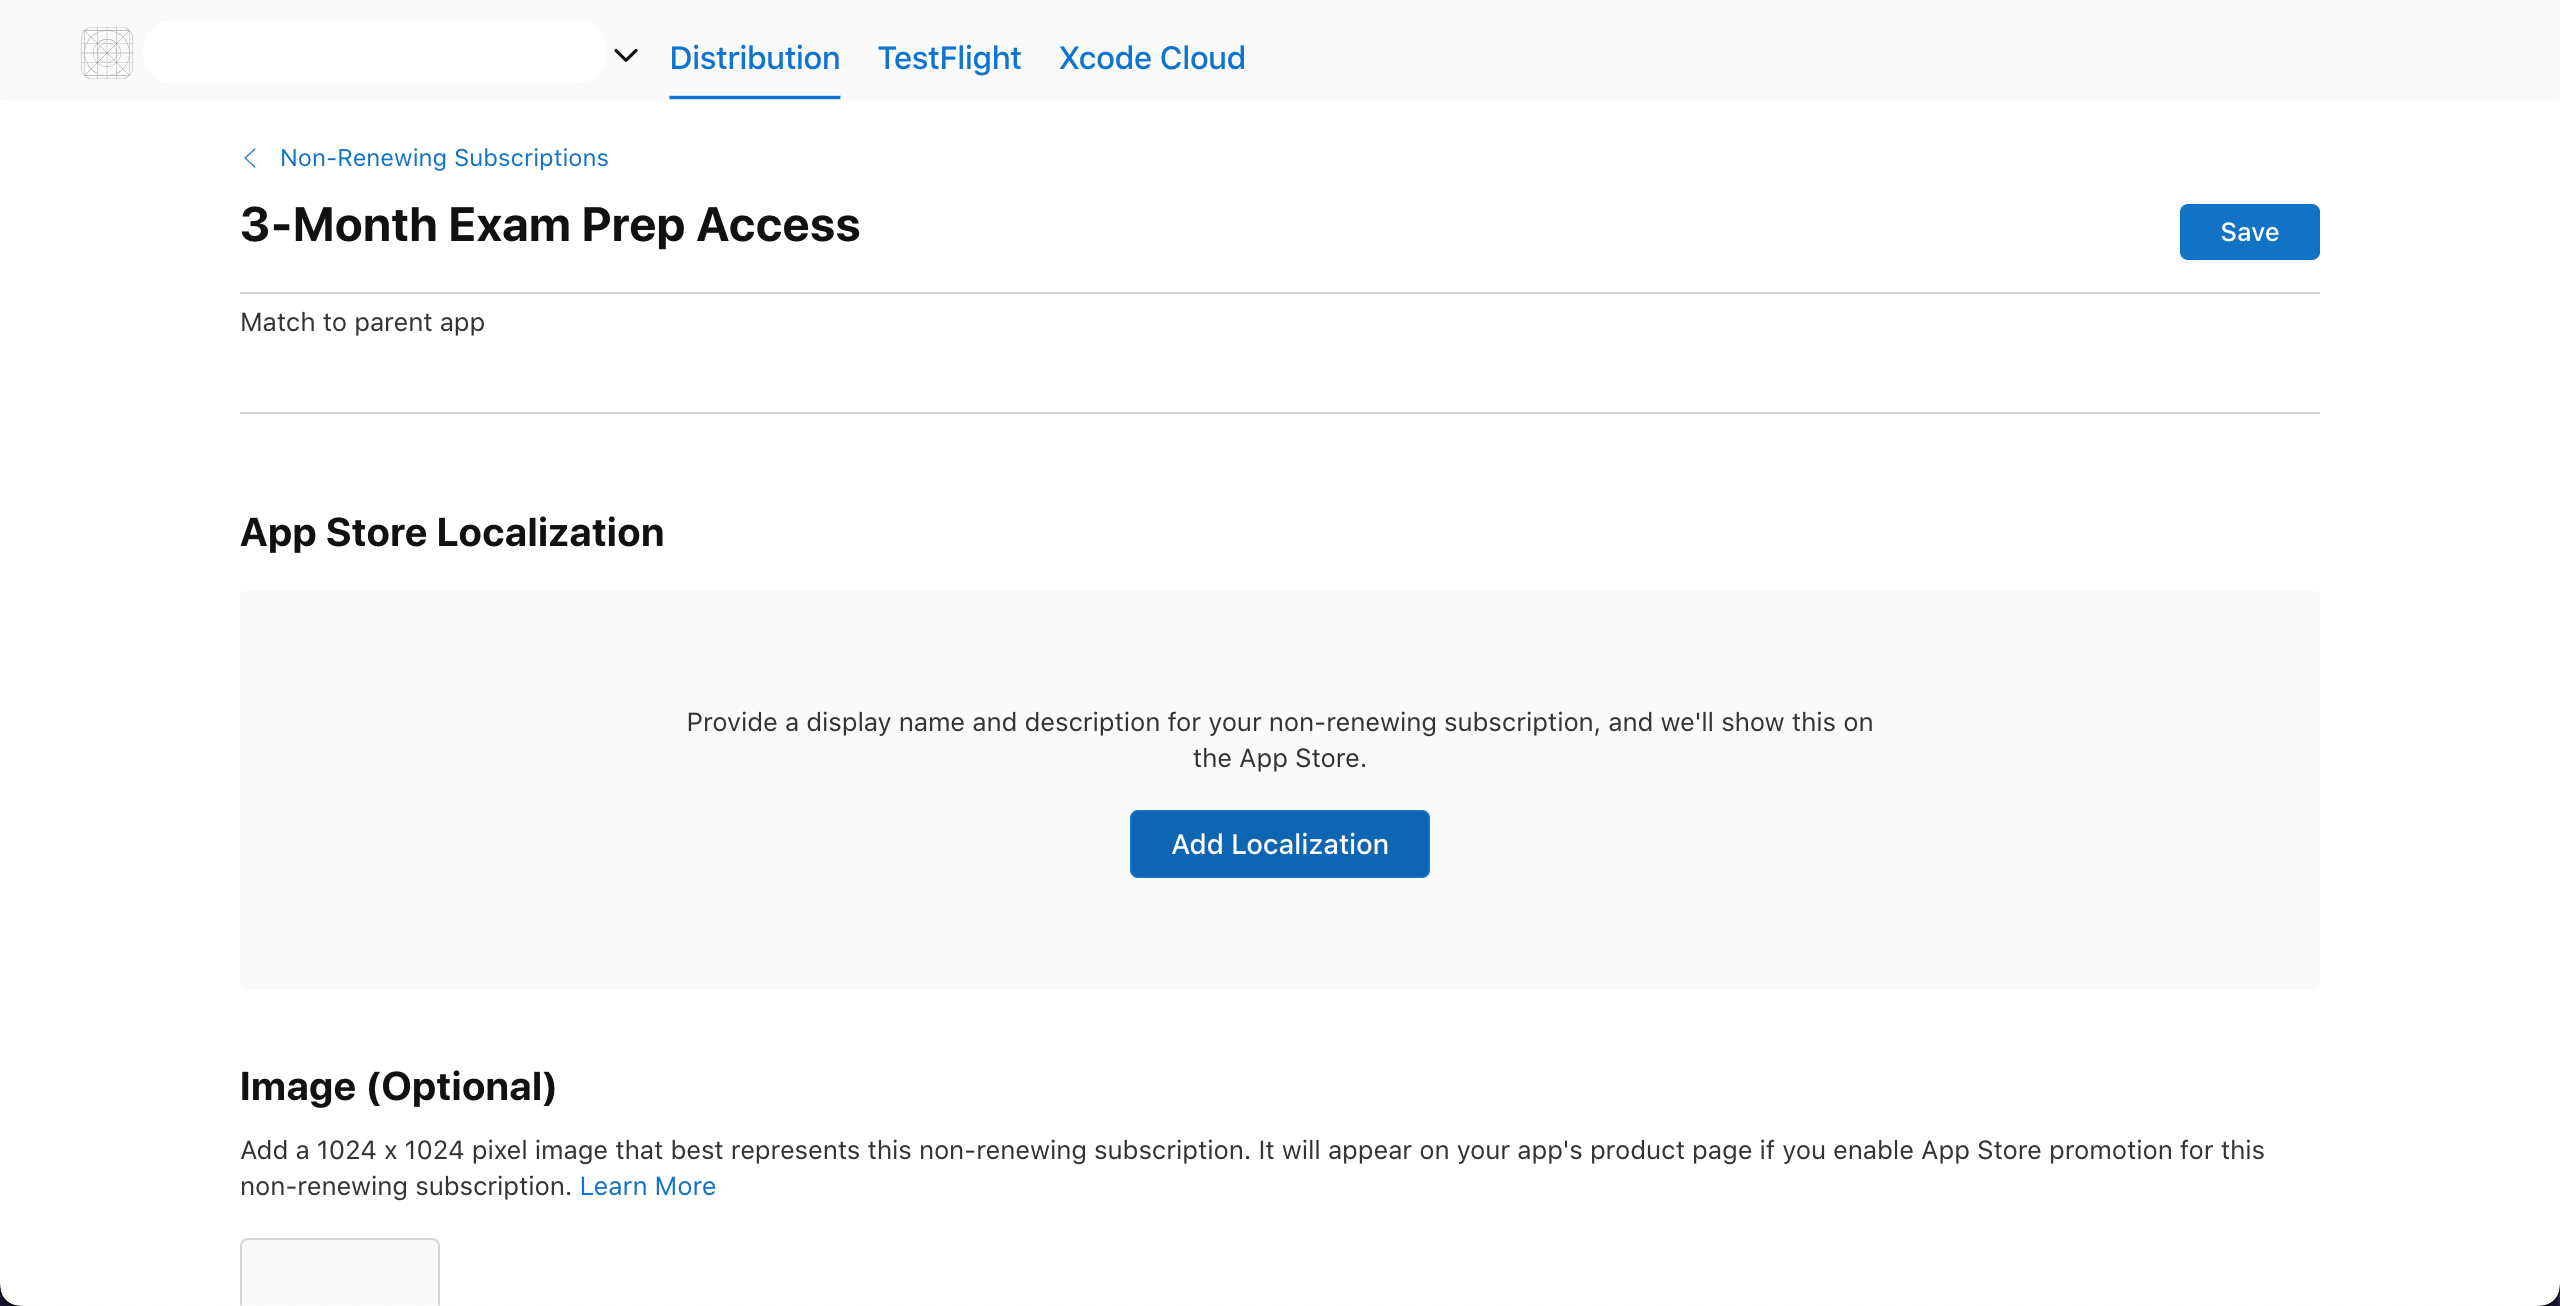 Distribution TestFlight Xcode Cloud
Non-Renewing Subscriptions
3-Month Exam Prep Access
Save
Match to parent app
App Store Localization
Provide a display name and description for your non-renewing subscription, and we'll show this on
the App Store.
Add Localization
Image (Optional)
Add a 1024 x 1024 pixel image that best represents this non-renewing subscription. It will appear on your app's product page if you enable App Store promotion for this
non-renewing subscription. Learn More